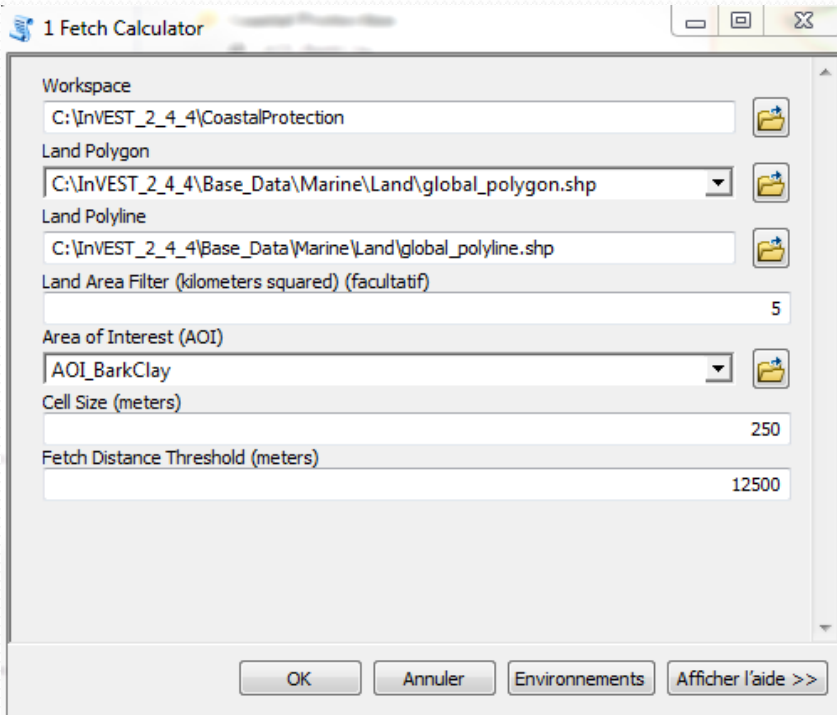 1 Fetch Calculator
Workspace
C:\InVEST_2_4_4\CoastalProtection
Land Polygon
C:\InVEST_2_4_4\Base_Data\Marine\Land\global_polygon.shp
Land Polyline
C:\InVEST_2_4_4\Base_Data\Marine\Land\global_polyline.shp
Land Area Filter (kilometers squared) (facultatif)
5
Area of Interest (AOI)
AOI_BarkClay
Cell Size (meters)
250
Fetch Distance Threshold (meters)
12500
OK Annuler Environnements Afficher l'aide >>